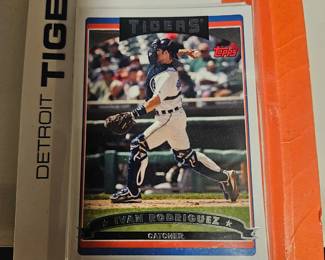 DETROIT TIGE
TIGERS
Topps
IVAN RODRIGUEZ
CATCHER